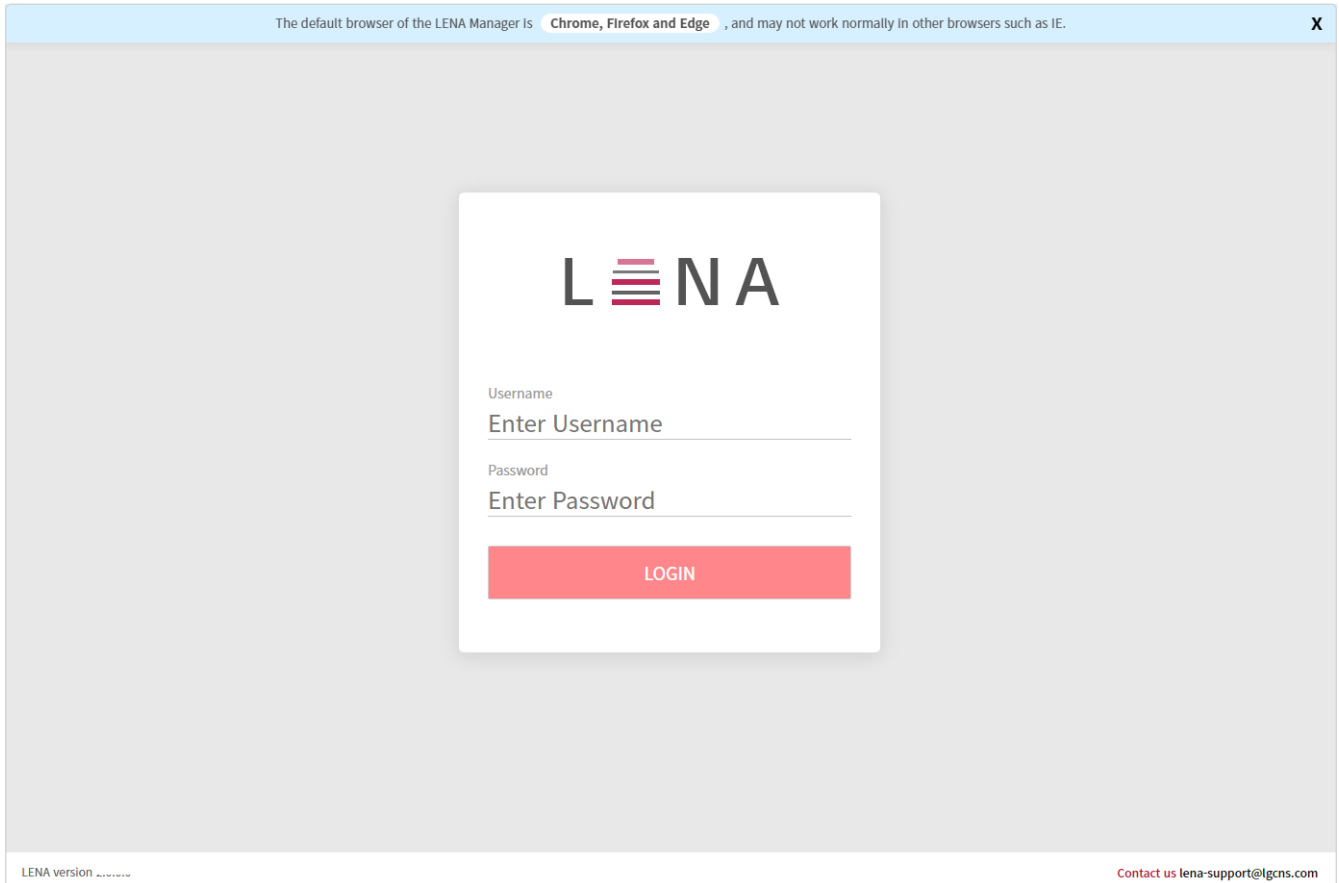 The default browser of the LENA Manager is Chrome, FIrefox and Edge , and may not work normally in other browsers such as IE. X
LENA
Username
Enter Username
Password
Enter Password
LOGIN
LENA version
Contact us lena-support@lgcns.com